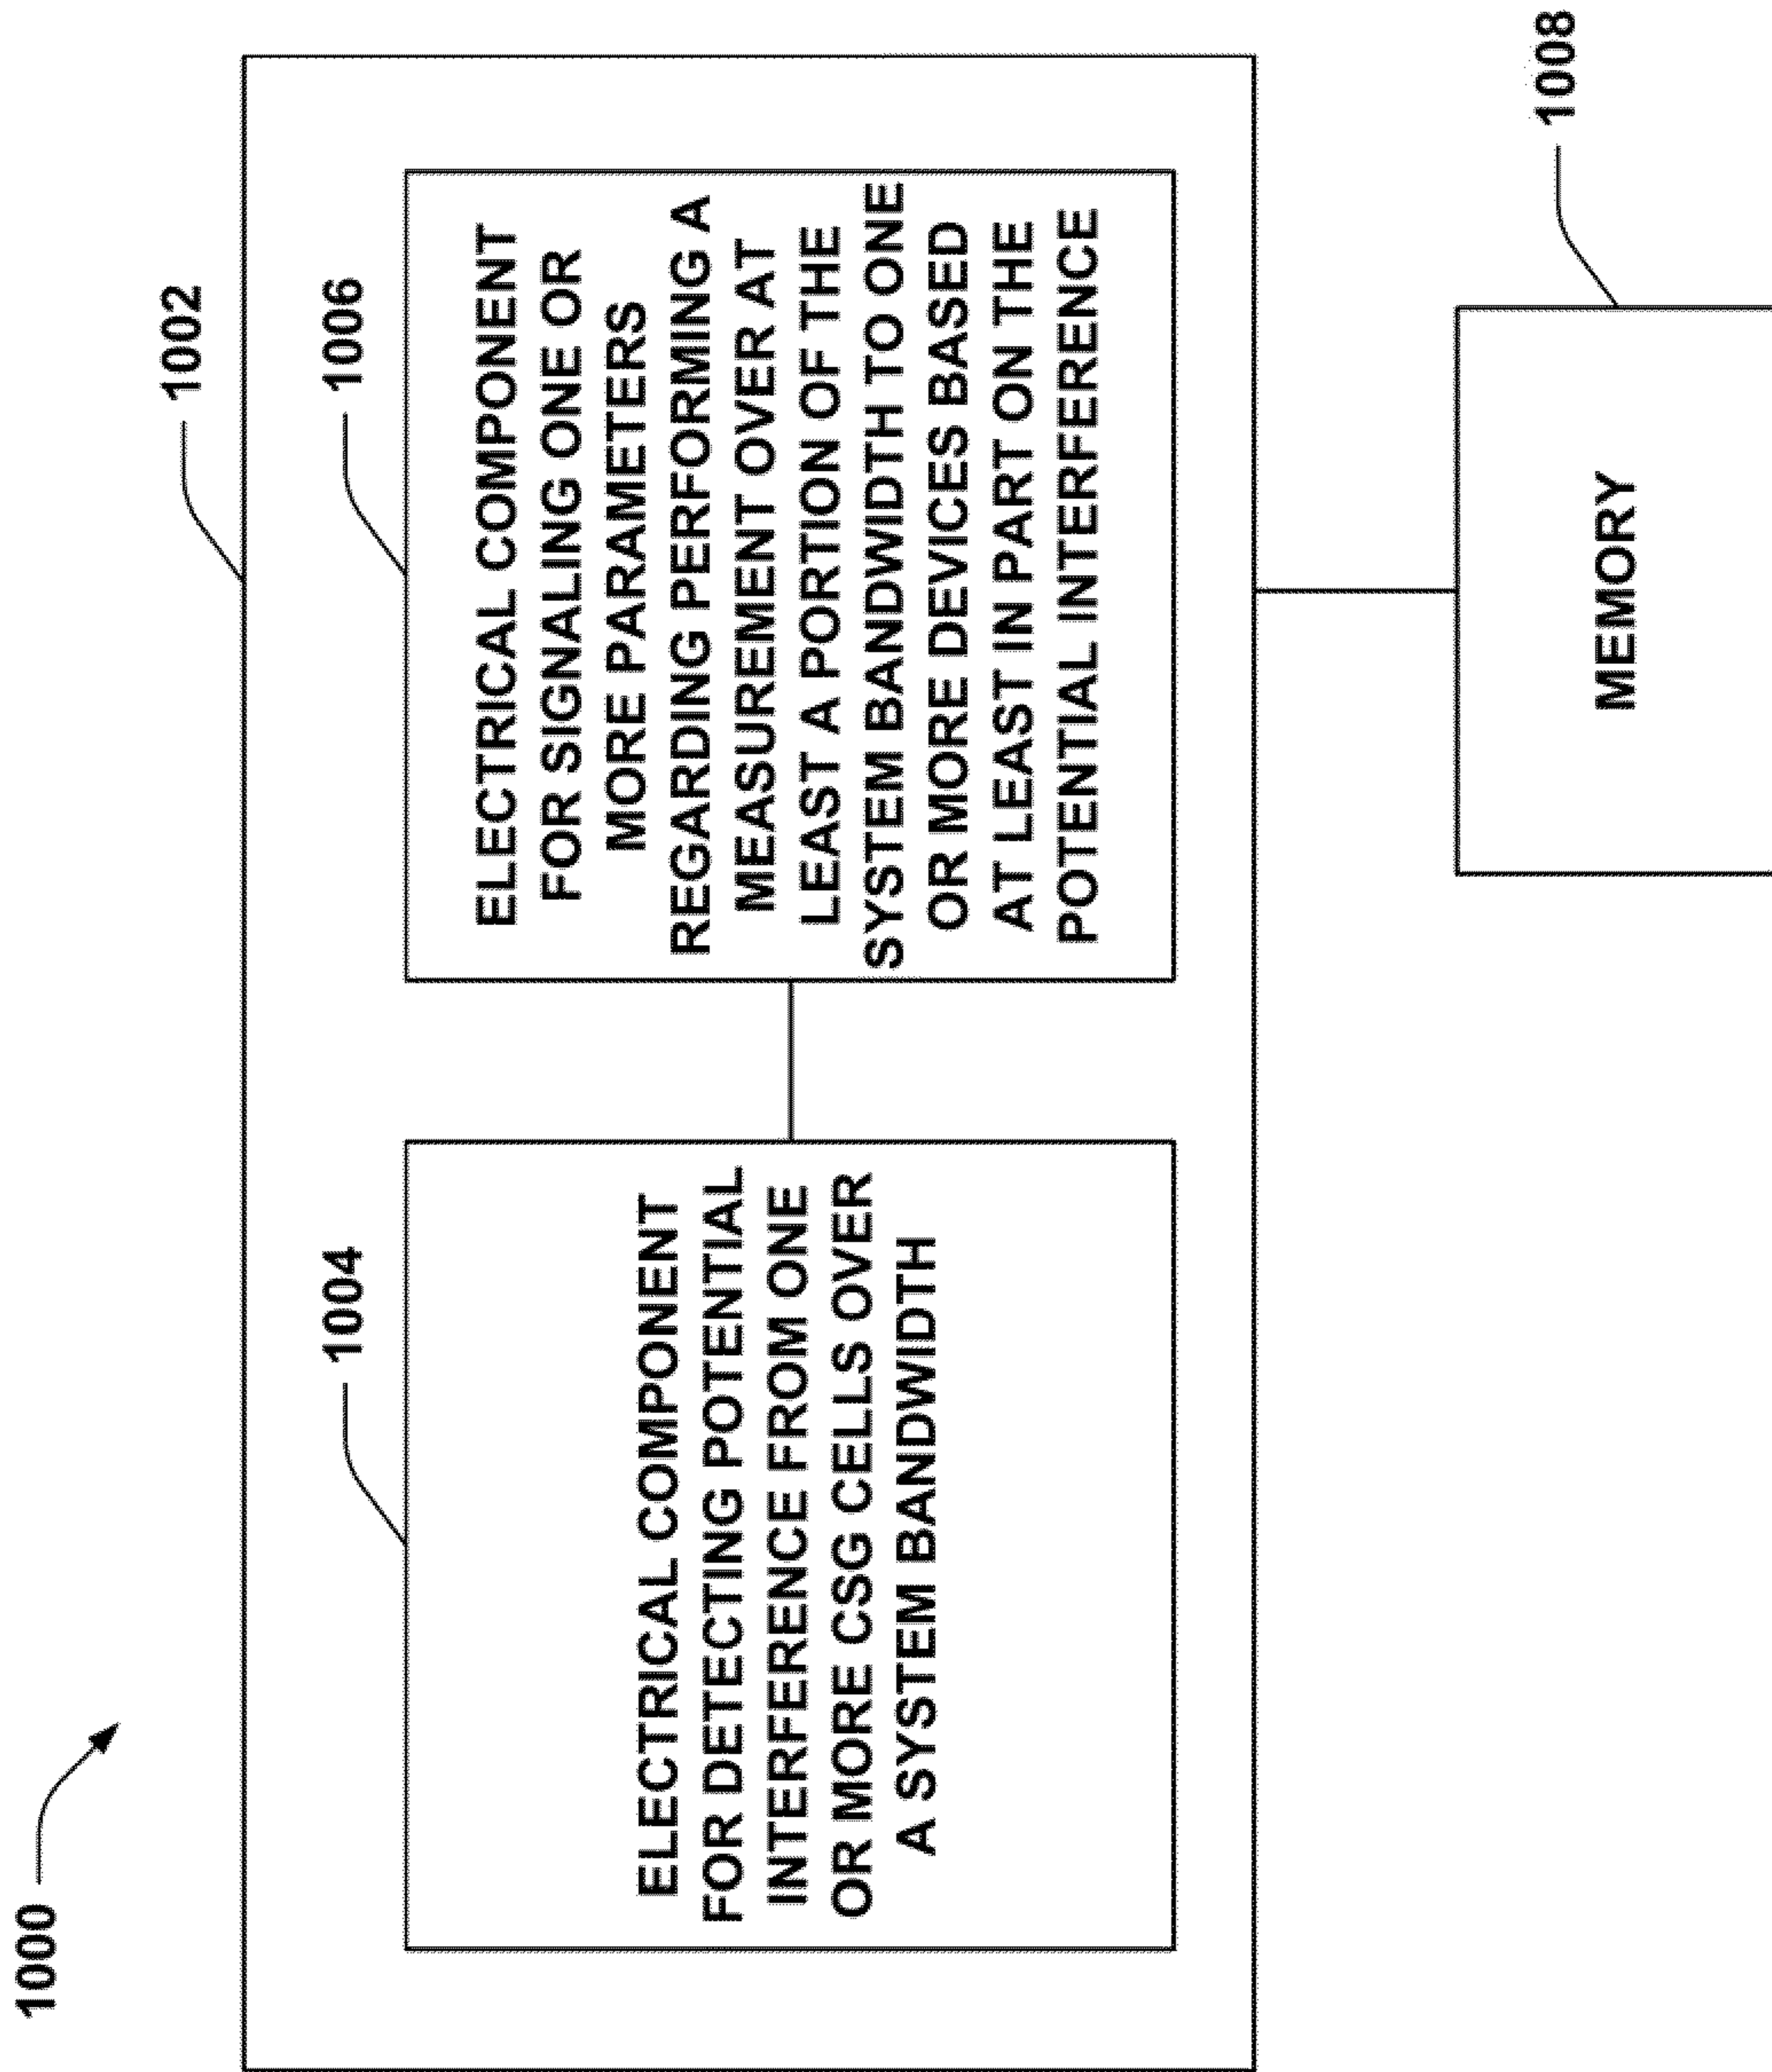 1000
1002
1004
ELECTRICAL COMPONENT
FOR DETECTING POTENTIAL
INTERFERENCE FROM ONE
OR MORE CSG CELLS OVER
A SYSTEM BANDWIDTH
1006
ELECTRICAL COMPONENT
FOR SIGNALING ONE OR
MORE PARAMETERS
REGARDING PERFORMING A
MEASUREMENT OVER AT
LEAST A PORTION OF THE
SYSTEM BANDWIDTH TO ONE
OR MORE DEVICES BASED
AT LEAST IN PART ON THE
POTENTIAL INTERFERENCE
1008
MEMORY